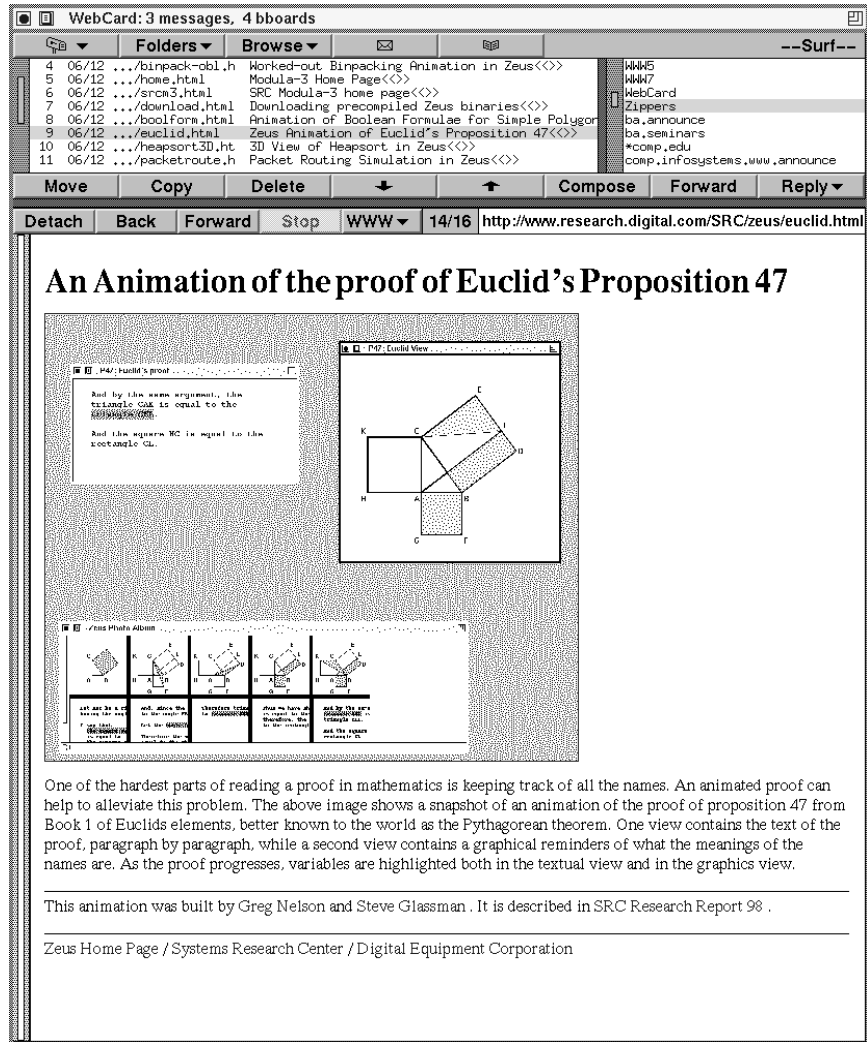 WebCard: 3 messages, 4 bboards
Folders Browse --Surf--
4 06/12 .../binpack-obl.h Worked-out Binpacking Animation in Zeus<<>>
5 06/12 .../home.html Modula-3 Home Page<<>>
6 06/12 .../srcm3.html SRC Modula-3 home page<<>>
7 06/12 .../download.html Downloading precompiled Zeus binaries<<>>
8 06/12 .../boolform.html Animation of Boolean Formulae for Simple Polygon
9 06/12 .../euclid.html Zeus Animation of Euclid's Proposition 47<<>>
10 06/12 .../heapsort3D.ht 3D View of Heapsort in Zeus<<>>
11 06/12 .../packetroute.h Packet Routing Simulation in Zeus<<>>
WWW5
WWW7
WebCard
Zippers
ba.announce
ba.seminars
*comp.edu
comp.infosystems.www.announce
Move Copy Delete Compose Forward Reply
Detach Back Forward Stop WWW 14/16 http://www.research.digital.com/SRC/zeus/euclid.html
An Animation of the proof of Euclid's Proposition 47
P47: Euclid's proof
And by the same argument, the
triangle CAK is equal to the
And the square HC is equal to the
rectangle CL.
P47: Euclid View
E
K C L
D
H A B
G F
Zeus Photo Album
One of the hardest parts of reading a proof in mathematics is keeping track of all the names. An animated proof can
help to alleviate this problem. The above image shows a snapshot of an animation of the proof of proposition 47 from
Book 1 of Euclids elements, better known to the world as the Pythagorean theorem. One view contains the text of the
proof, paragraph by paragraph, while a second view contains a graphical reminders of what the meanings of the
names are. As the proof progresses, variables are highlighted both in the textual view and in the graphics view.
This animation was built by Greg Nelson and Steve Glassman . It is described in SRC Research Report 98 .
Zeus Home Page / Systems Research Center / Digital Equipment Corporation